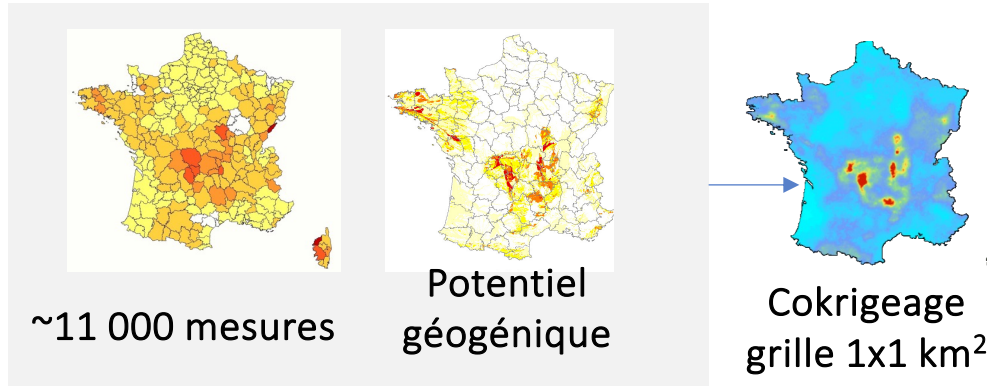 ~11 000 mesures
Potentiel
géogénique
Cokrigeage
grille 1x1 km²